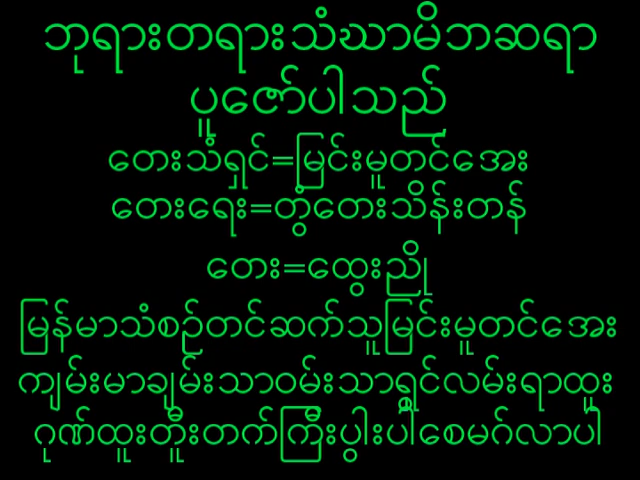 ဘုရားတရားသံဃာမိဘဆရာ
ပူဇော်ပါသည်
တေးသံရှင်=မြင်းမူတင်အေး
တေးရေး=တွံတေးသိန်းတန်
တေး=ထွေးညို
မြန်မာသံစဉ်တင်ဆက်သူမြင်းမူတင်အေး
ကျမ်းမာချမ်းသာဝမ်းသာရွှင်လမ်းရာထူး
ဂုဏ်ထူးတိုးတက်ကြီးပွါးပါစေမင်္ဂလာပါ